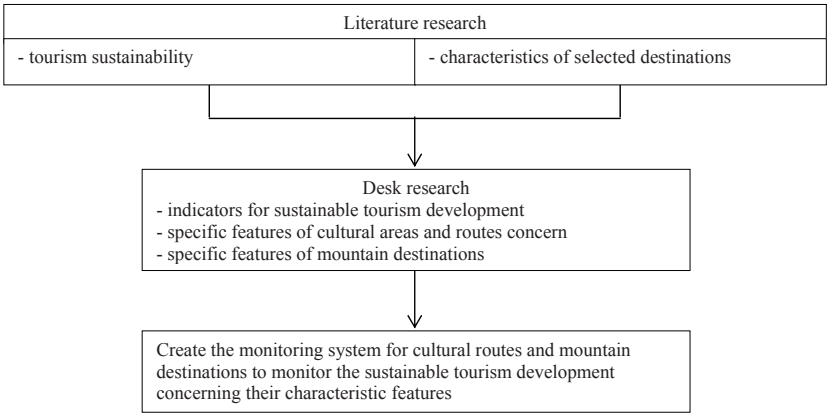 Literature research
- tourism sustainability
- characteristics of selected destinations
Desk research
- indicators for sustainable tourism development
- specific features of cultural areas and routes concern
- specific features of mountain destinations
Create the monitoring system for cultural routes and mountain
destinations to monitor the sustainable tourism development
concerning their characteristic features